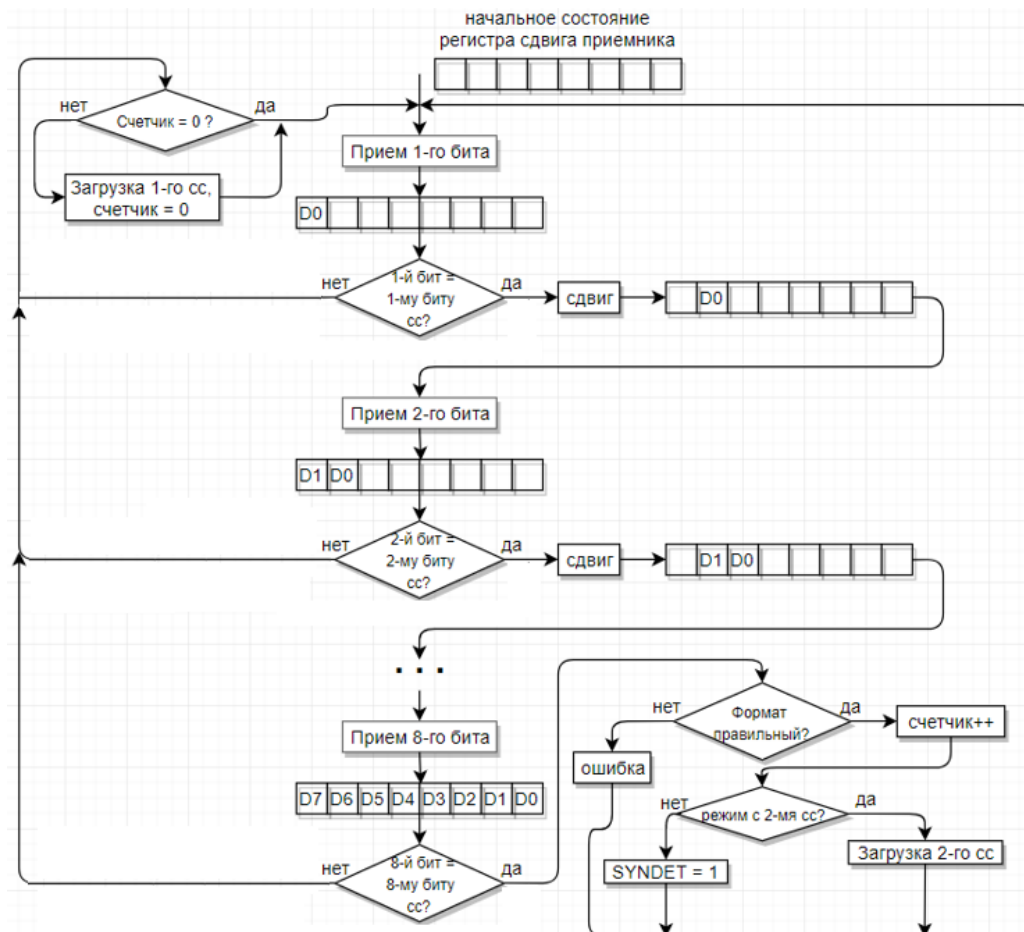 начальное состояние
регистра сдвига приемника
нет
Счетчик = 0 ?
да
Загрузка 1-го сс,
счетчик = 0
Прием 1-го бита
D0
нет
1-й бит =
1-му биту
сс?
да
сдвиг
D0
Прием 2-го бита
D1 D0
нет
2-й бит =
2-му биту
сс?
да
сдвиг
D1 D0
. . .
Прием 8-го бита
D7 D6 D5 D4 D3 D2 D1 D0
нет
8-й бит =
8-му биту
сс?
да
нет
Формат
правильный?
да
счетчик++
ошибка
нет
режим с 2-мя сс?
да
SYNDET = 1
Загрузка 2-го сс